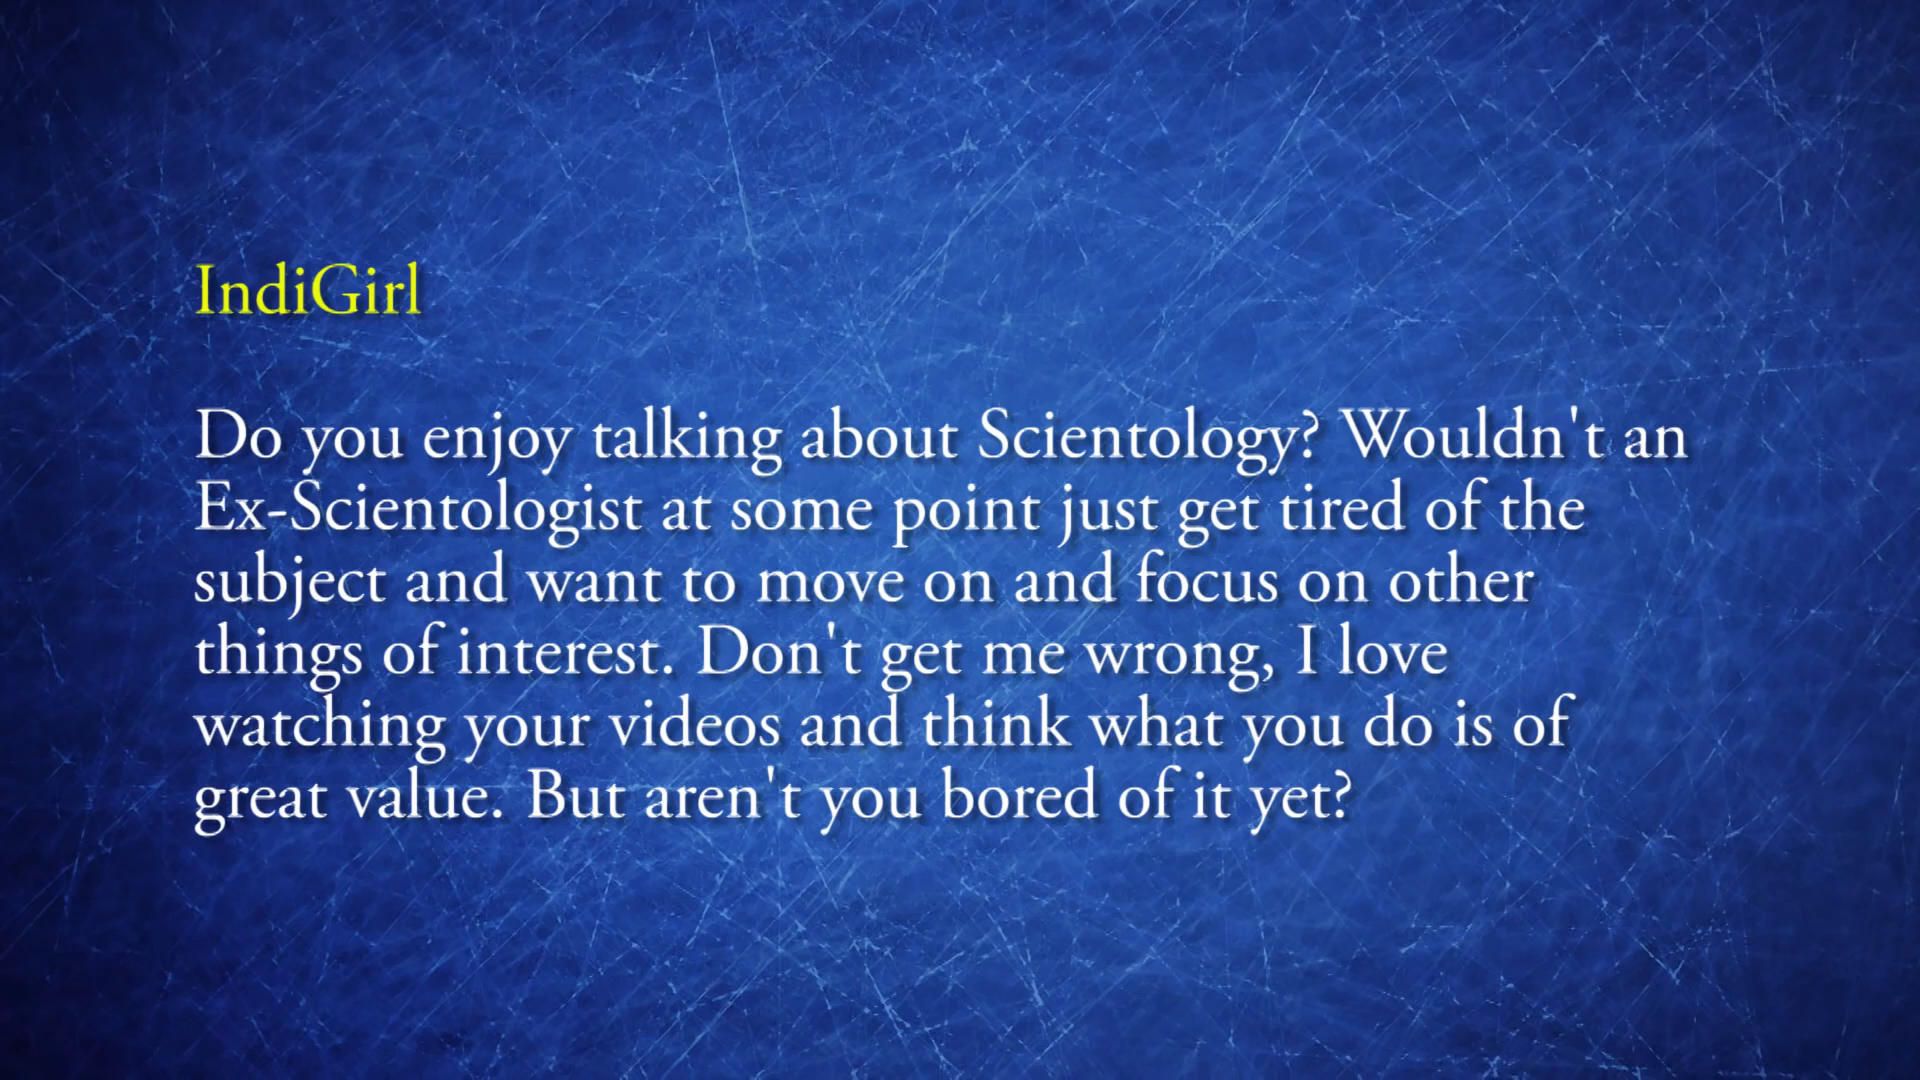 IndiGirl
Do you enjoy talking about Scientology? Wouldn't an
Ex-Scientologist at some point just get tired of the
subject and want to move on and focus on other
things of interest. Don't get me wrong, I love
watching your videos and think what you do is of
great value. But aren't you bored of it yet?